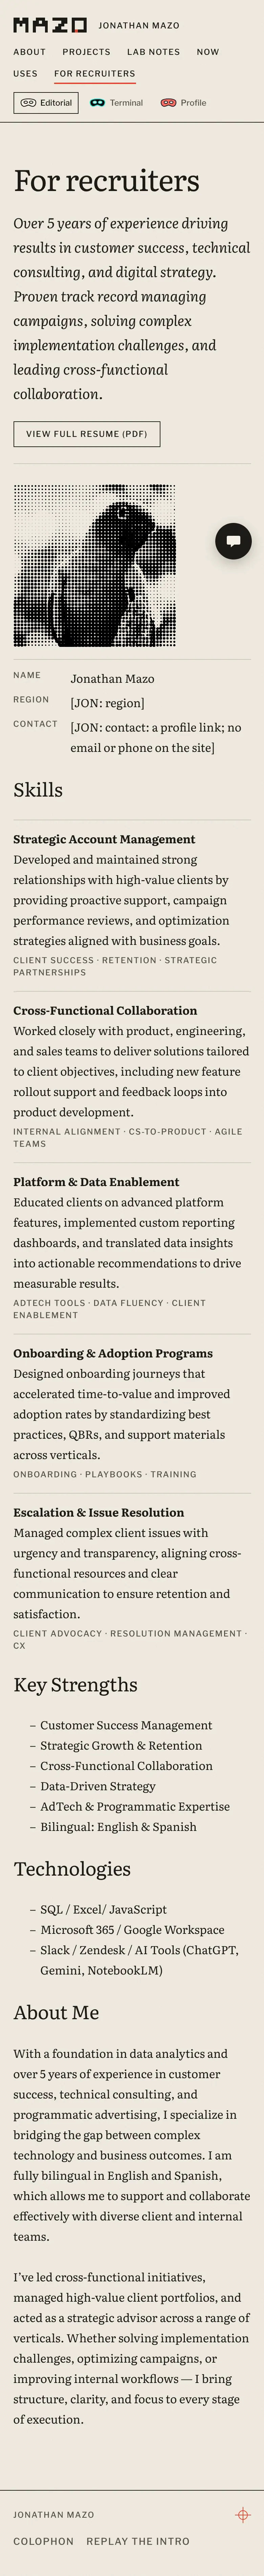 MAZO JONATHAN MAZO
ABOUT PROJECTS LAB NOTES NOW
USES FOR RECRUITERS
Editorial Terminal Profile
For recruiters
Over 5 years of experience driving
results in customer success, technical
consulting, and digital strategy.
Proven track record managing
campaigns, solving complex
implementation challenges, and
leading cross-functional
collaboration.
VIEW FULL RESUME (PDF)
NAME Jonathan Mazo
REGION [JON: region]
CONTACT [JON: contact: a profile link; no
email or phone on the site]
Skills
Strategic Account Management
Developed and maintained strong
relationships with high-value clients by
providing proactive support, campaign
performance reviews, and optimization
strategies aligned with business goals.
CLIENT SUCCESS · RETENTION · STRATEGIC
PARTNERSHIPS
Cross-Functional Collaboration
Worked closely with product, engineering,
and sales teams to deliver solutions tailored
to client objectives, including new feature
rollout support and feedback loops into
product development.
INTERNAL ALIGNMENT · CS-TO-PRODUCT · AGILE
TEAMS
Platform & Data Enablement
Educated clients on advanced platform
features, implemented custom reporting
dashboards, and translated data insights
into actionable recommendations to drive
measurable results.
ADTECH TOOLS · DATA FLUENCY · CLIENT
ENABLEMENT
Onboarding & Adoption Programs
Designed onboarding journeys that
accelerated time-to-value and improved
adoption rates by standardizing best
practices, QBRs, and support materials
across verticals.
ONBOARDING · PLAYBOOKS · TRAINING
Escalation & Issue Resolution
Managed complex client issues with
urgency and transparency, aligning cross-
functional resources and clear
communication to ensure retention and
satisfaction.
CLIENT ADVOCACY · RESOLUTION MANAGEMENT ·
CX
Key Strengths
– Customer Success Management
– Strategic Growth & Retention
– Cross-Functional Collaboration
– Data-Driven Strategy
– AdTech & Programmatic Expertise
– Bilingual: English & Spanish
Technologies
– SQL / Excel/ JavaScript
– Microsoft 365 / Google Workspace
– Slack / Zendesk / AI Tools (ChatGPT,
Gemini, NotebookLM)
About Me
With a foundation in data analytics and
over 5 years of experience in customer
success, technical consulting, and
programmatic advertising, I specialize in
bridging the gap between complex
technology and business outcomes. I am
fully bilingual in English and Spanish,
which allows me to support and collaborate
effectively with diverse client and internal
teams.
I've led cross-functional initiatives,
managed high-value client portfolios, and
acted as a strategic advisor across a range of
verticals. Whether solving implementation
challenges, optimizing campaigns, or
improving internal workflows — I bring
structure, clarity, and focus to every stage
of execution.
JONATHAN MAZO
COLOPHON REPLAY THE INTRO